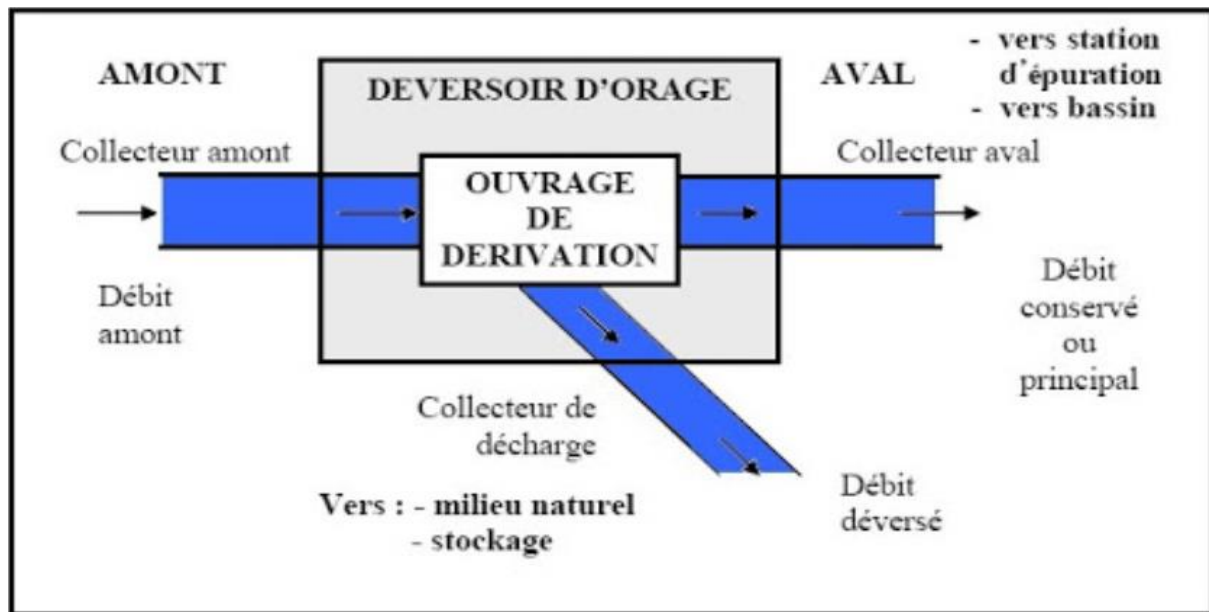 AMONT
DEVERSOIR D'ORAGE
AVAL
- vers station
d'épuration
- vers bassin
Collecteur amont
Collecteur aval
OUVRAGE
DE
DERIVATION
Débit
amont
Débit
conservé
ou
principal
Collecteur de
décharge
Vers : - milieu naturel
- stockage
Débit
déversé